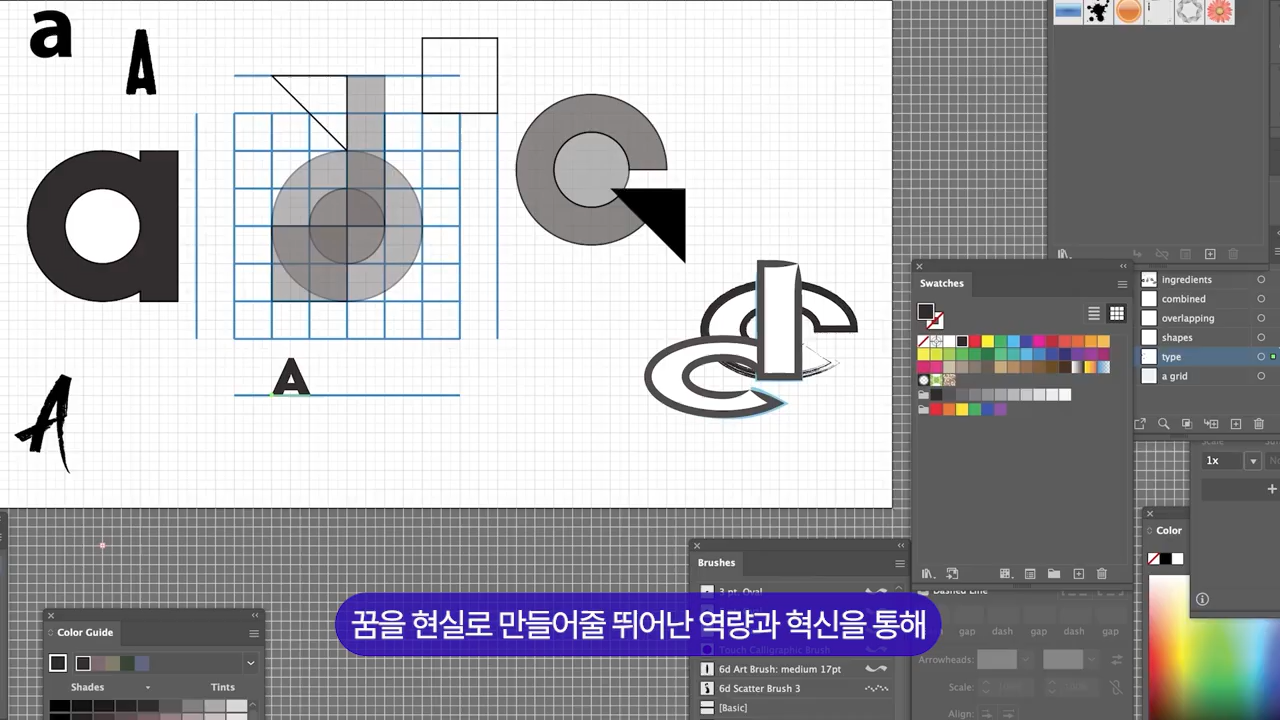 a
A
a
A
A
ingredients
combined
overlapping
shapes
type
a grid
Swatches
1x
Color
Brushes
3 pt. Oval
Touch Calligraphic Brush
6d Art Brush: medium 17pt
6d Scatter Brush 3
[Basic]
Dashed Line
gap dash gap dash gap
Arrowheads:
Scale: 100% 100%
Align:
Color Guide
Shades Tints
꿈을 현실로 만들어줄 뛰어난 역량과 혁신을 통해